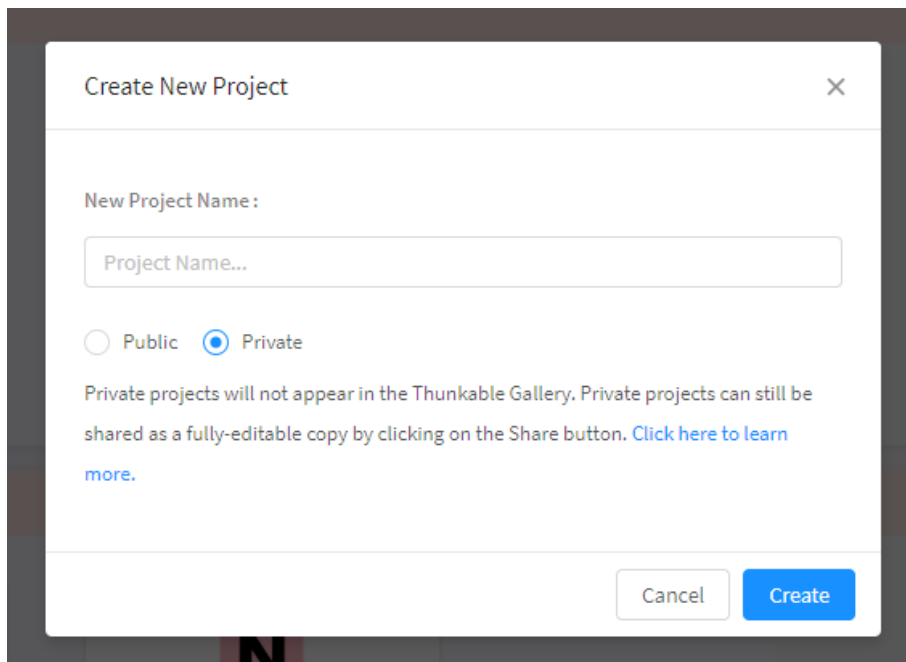 Create New Project
New Project Name:
Project Name...
Public Private
Private projects will not appear in the Thunkable Gallery. Private projects can still be
shared as a fully-editable copy by clicking on the Share button. Click here to learn
more.
Cancel Create
N